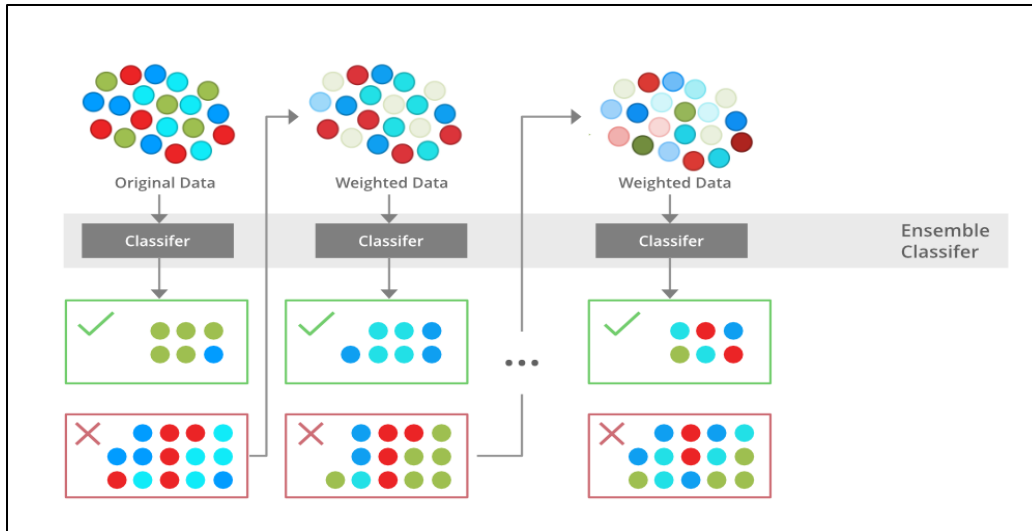 Original Data
Weighted Data
Weighted Data
Classifer
Classifer
Classifer
Ensemble
Classifer
...